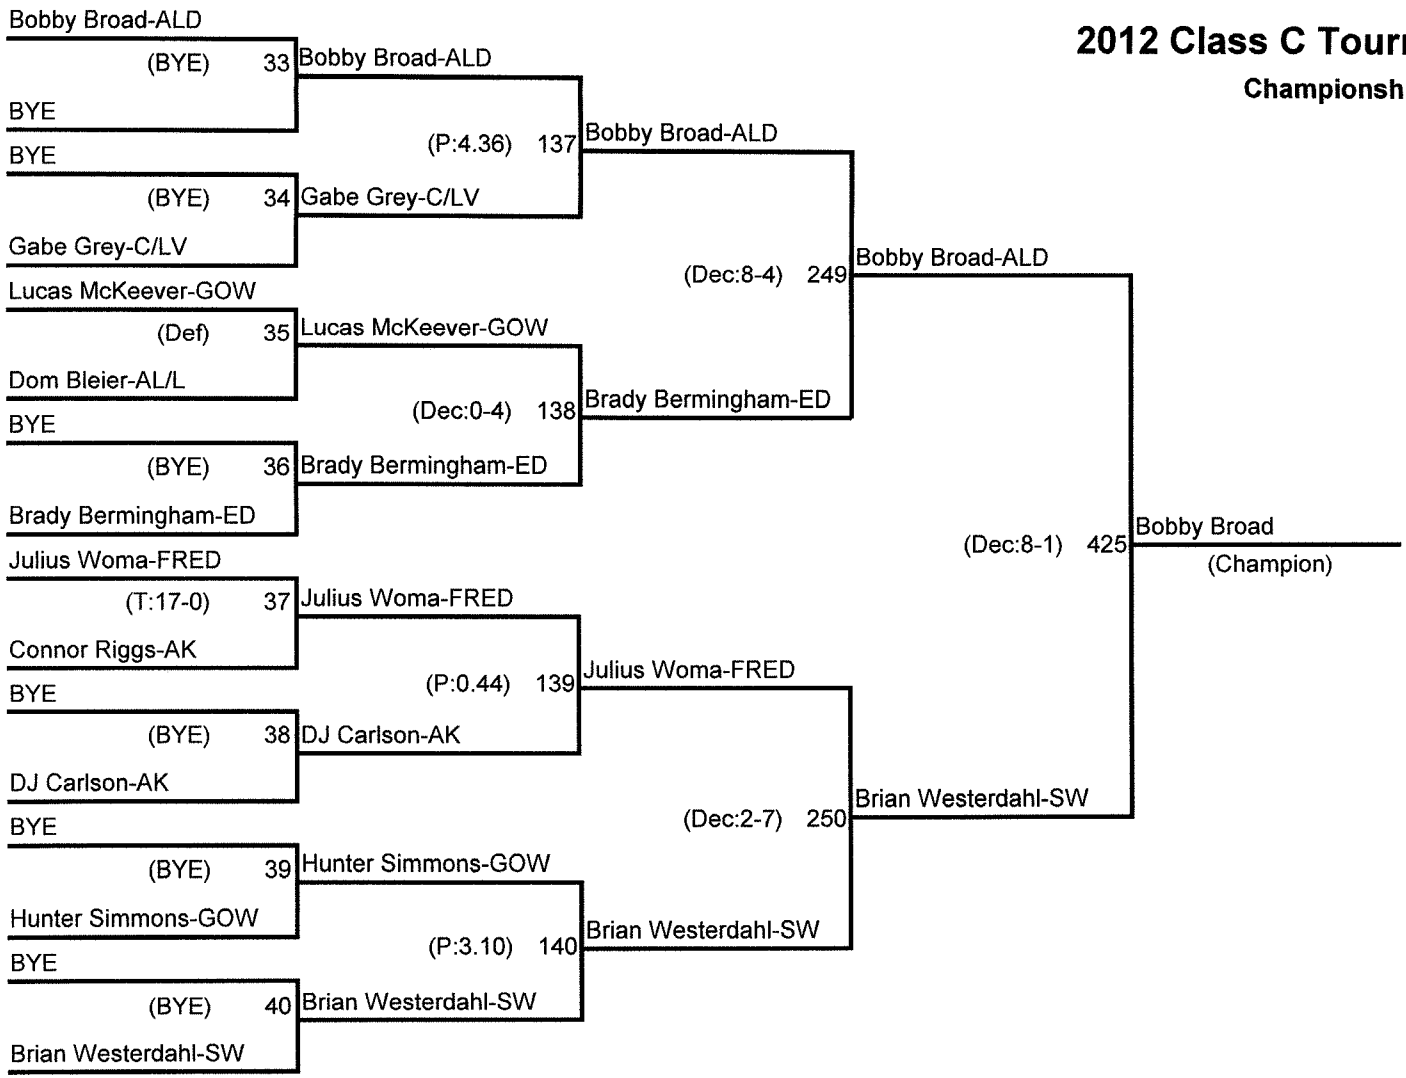 2012 Class C Tour
Championsh
Bobby Broad-ALD
(BYE) 33 Bobby Broad-ALD
BYE
BYE
(P:4.36) 137 Bobby Broad-ALD
(BYE) 34 Gabe Grey-C/LV
Gabe Grey-C/LV
(Dec:8-4) 249 Bobby Broad-ALD
Lucas McKeever-GOW
(Def) 35 Lucas McKeever-GOW
Dom Bleier-AL/L
(Dec:0-4) 138 Brady Bermingham-ED
BYE
(BYE) 36 Brady Bermingham-ED
Brady Bermingham-ED
(Dec:8-1) 425 Bobby Broad
(Champion)
Julius Woma-FRED
(T:17-0) 37 Julius Woma-FRED
Connor Riggs-AK
(P:0.44) 139 Julius Woma-FRED
BYE
(BYE) 38 DJ Carlson-AK
DJ Carlson-AK
(Dec:2-7) 250 Brian Westerdahl-SW
BYE
(BYE) 39 Hunter Simmons-GOW
Hunter Simmons-GOW
(P:3.10) 140 Brian Westerdahl-SW
BYE
(BYE) 40 Brian Westerdahl-SW
Brian Westerdahl-SW